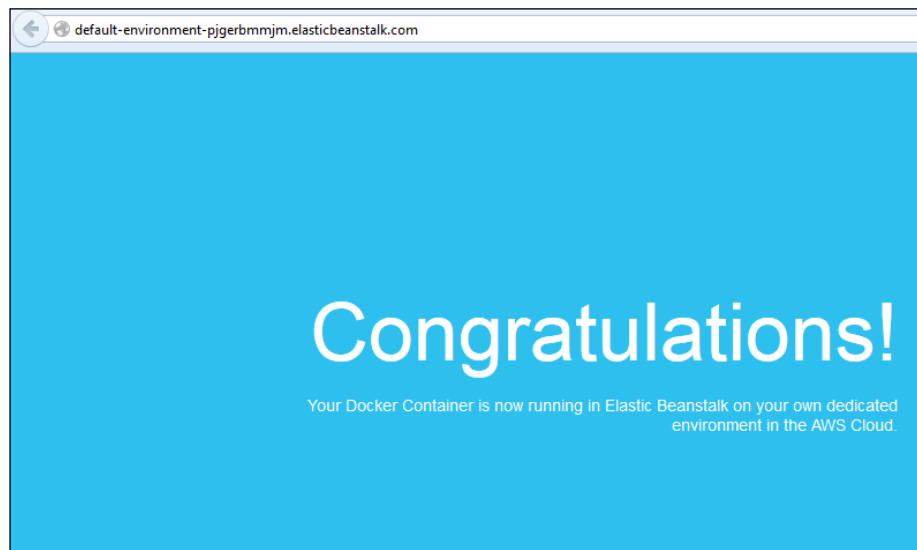 default-environment-pjgerbmmjm.elasticbeanstalk.com
Congratulations!
Your Docker Container is now running in Elastic Beanstalk on your own dedicated
environment in the AWS Cloud.